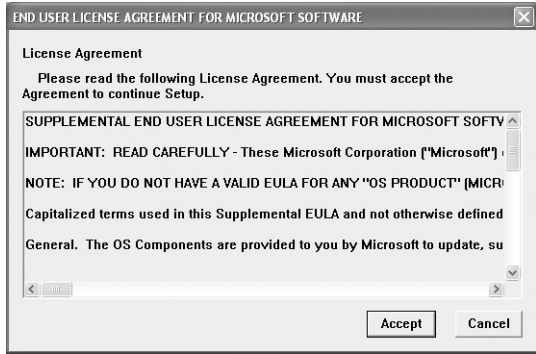 END USER LICENSE AGREEMENT FOR MICROSOFT SOFTWARE
License Agreement
Please read the following License Agreement. You must accept the
Agreement to continue Setup.
SUPPLEMENTAL END USER LICENSE AGREEMENT FOR MICROSOFT SOFTV
IMPORTANT: READ CAREFULLY - These Microsoft Corporation ("Microsoft")
NOTE: IF YOU DO NOT HAVE A VALID EULA FOR ANY "OS PRODUCT" (MICR
Capitalized terms used in this Supplemental EULA and not otherwise defined
General. The OS Components are provided to you by Microsoft to update, su
Accept Cancel